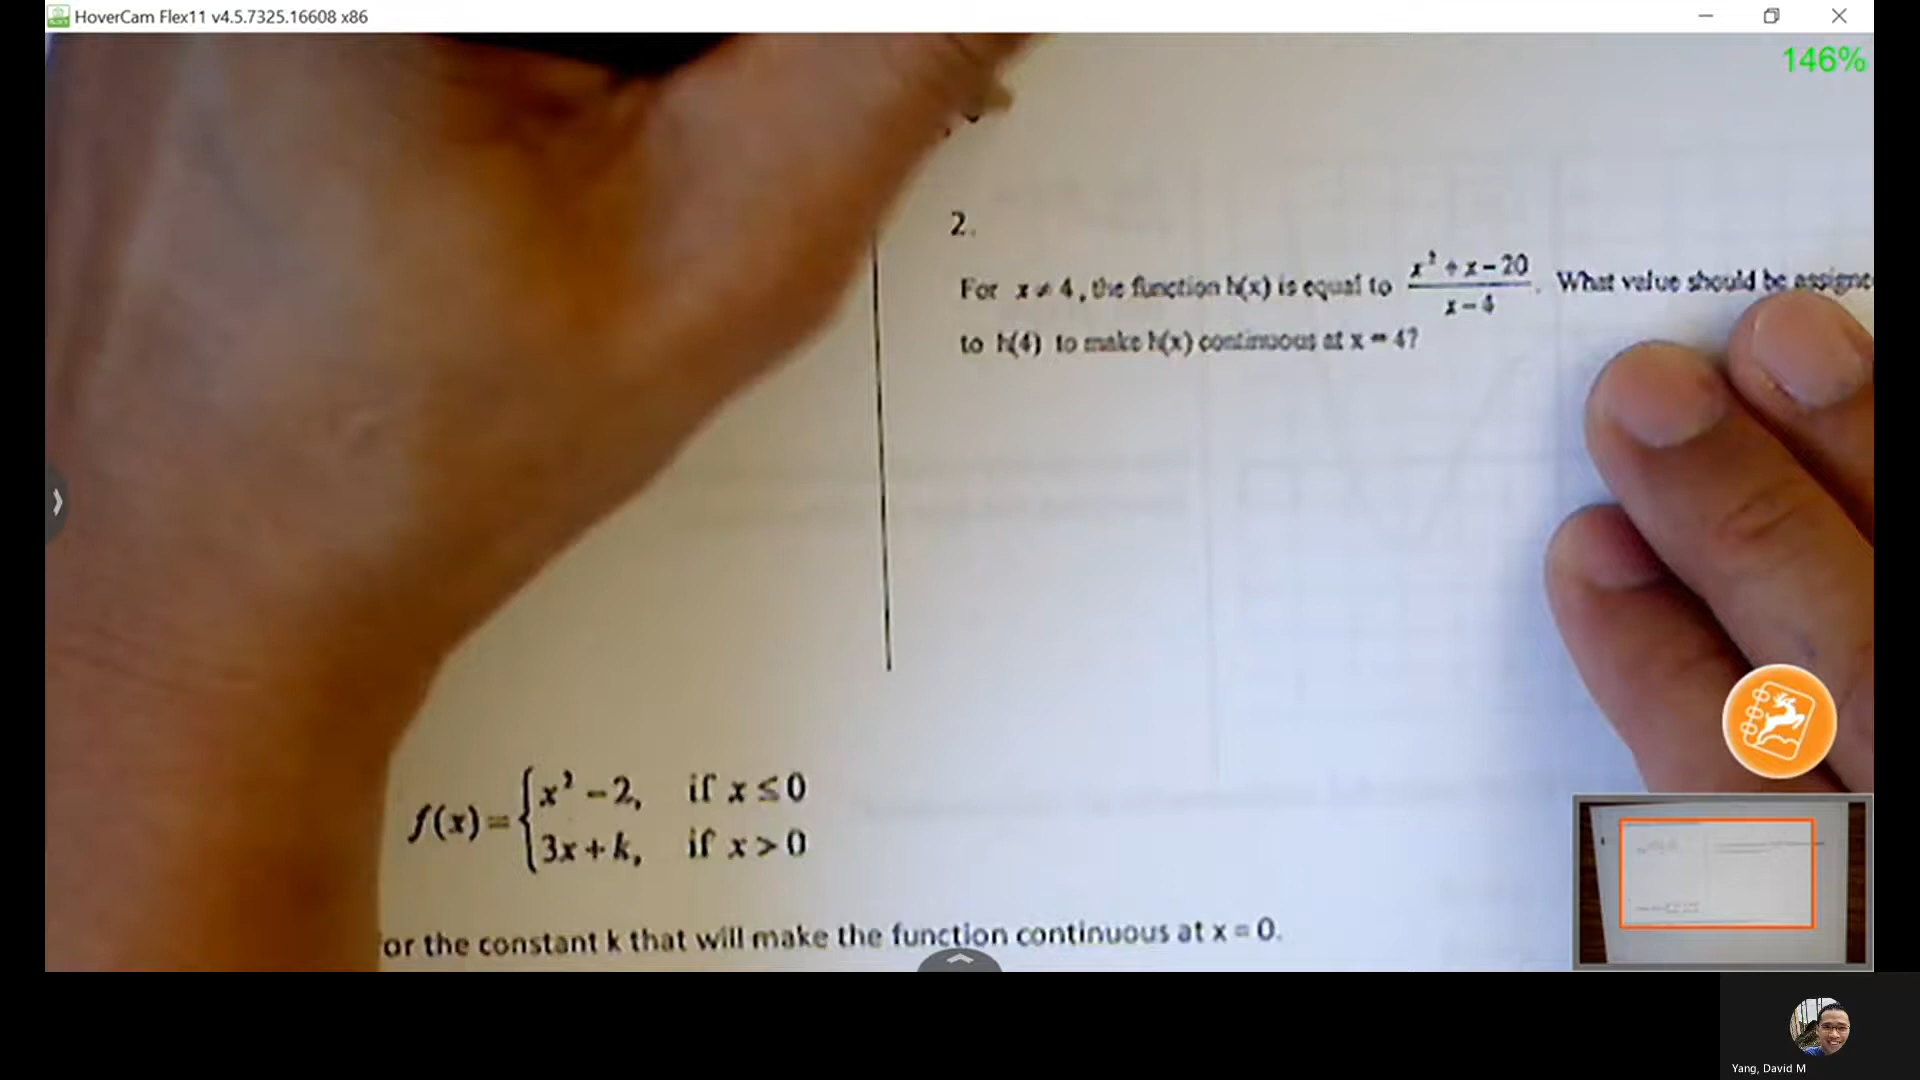 HoverCam Flex11 v4.5.7325.16608 x86
146%
2.
For x ≠ 4, the function h(x) is equal to (x² + x - 20)/(x - 4). What value should be assigne
to h(4) to make h(x) continuous at x = 4?
f(x) = { x² - 2, if x ≤ 0
3x + k, if x > 0
or the constant k that will make the function continuous at x = 0.
Yang, David M